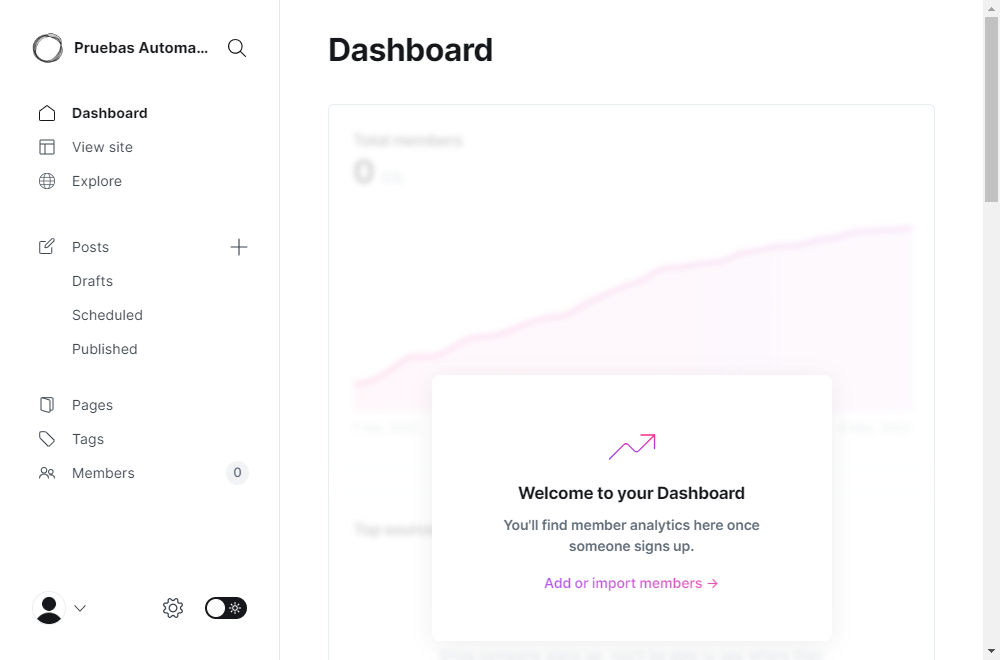 Pruebas Automa...
Dashboard
View site
Explore
Posts
Drafts
Scheduled
Published
Pages
Tags
Members
0
Dashboard
Total members
0
Welcome to your Dashboard
You'll find member analytics here once
someone signs up.
Add or import members →